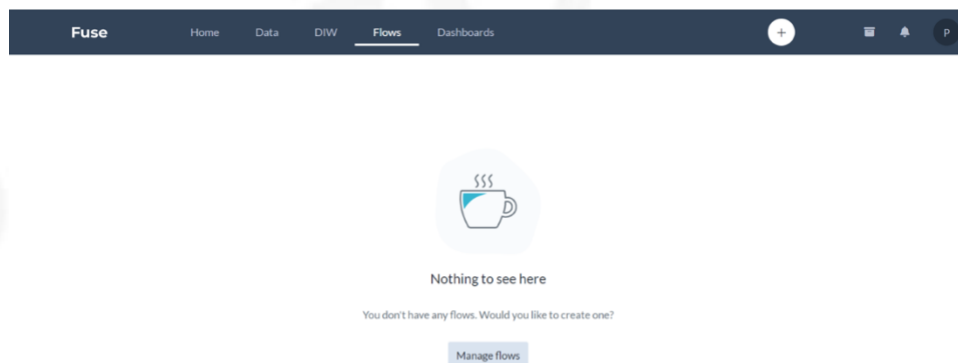 Fuse Home Data DIW Flows Dashboards + P
Nothing to see here
You don't have any flows. Would you like to create one?
Manage flows